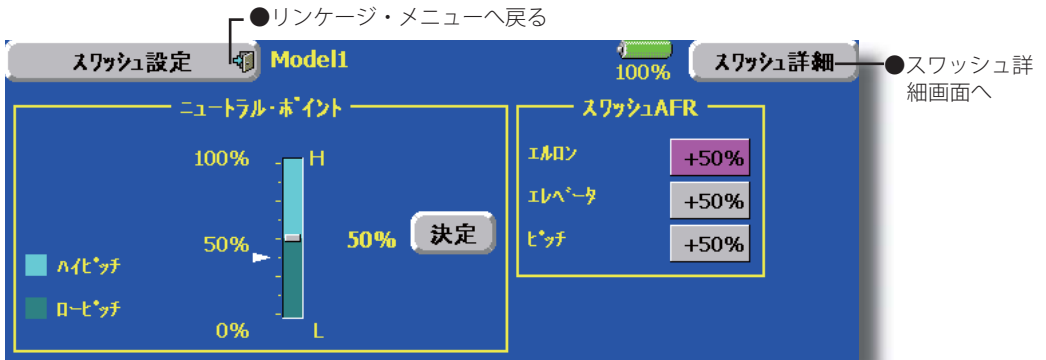 ●リンケージ・メニューへ戻る
スワッシュ設定
Model1
100%
スワッシュ詳細
●スワッシュ詳
細画面へ
ニュートラル・ポイント
100%
H
50%
50%
決定
ハイピッチ
ローピッチ
0%
L
スワッシュAFR
エルロン
+50%
エレベータ
+50%
ピッチ
+50%